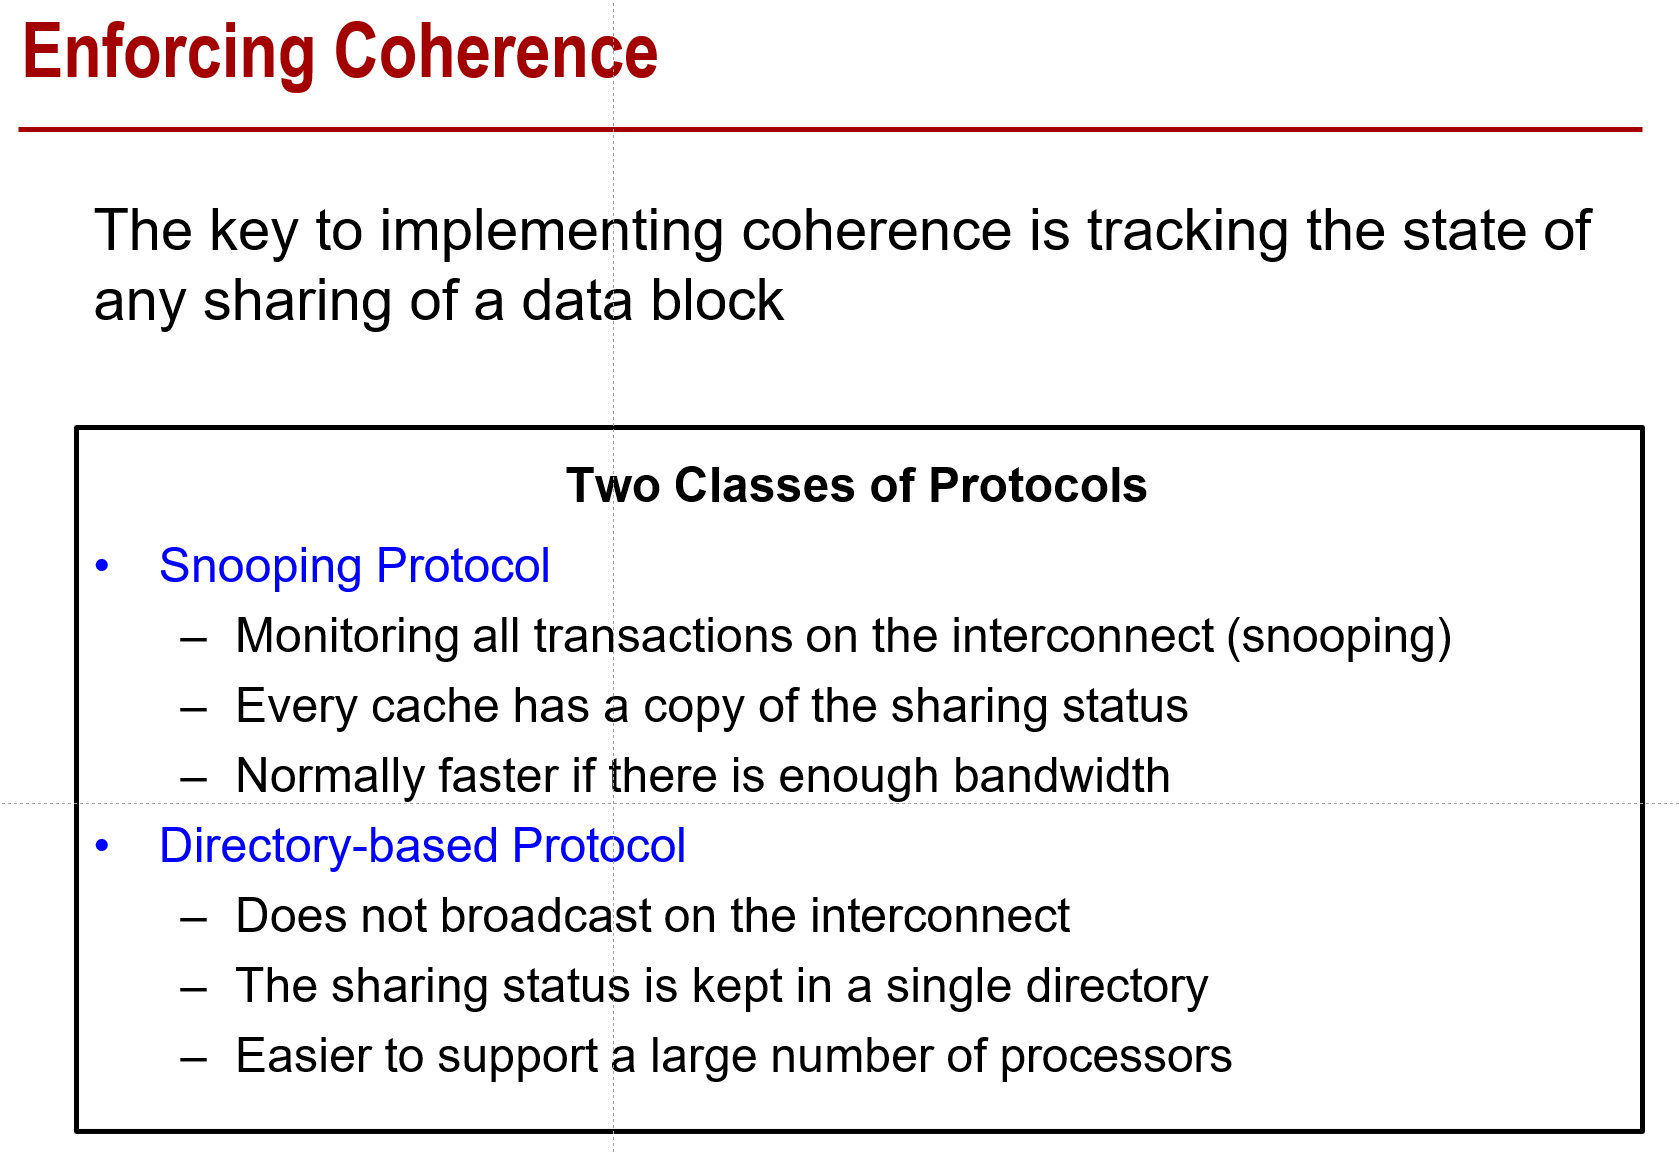 Enforcing Coherence
The key to implementing coherence is tracking the state of
any sharing of a data block
Two Classes of Protocols
• Snooping Protocol
– Monitoring all transactions on the interconnect (snooping)
– Every cache has a copy of the sharing status
– Normally faster if there is enough bandwidth
• Directory-based Protocol
– Does not broadcast on the interconnect
– The sharing status is kept in a single directory
– Easier to support a large number of processors